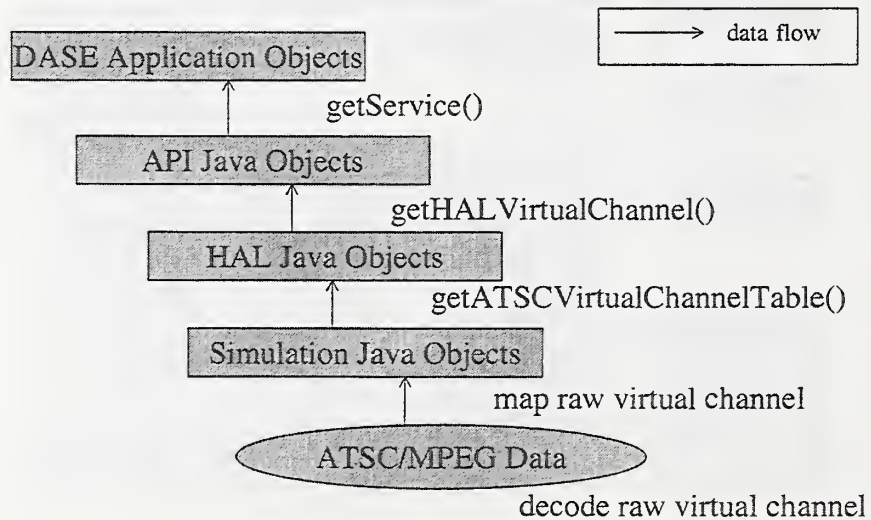 data flow
DASE Application Objects
getService()
API Java Objects
getHALVirtualChannel()
HAL Java Objects
getATSCVirtualChannelTable()
Simulation Java Objects
map raw virtual channel
ATSC/MPEG Data
decode raw virtual channel